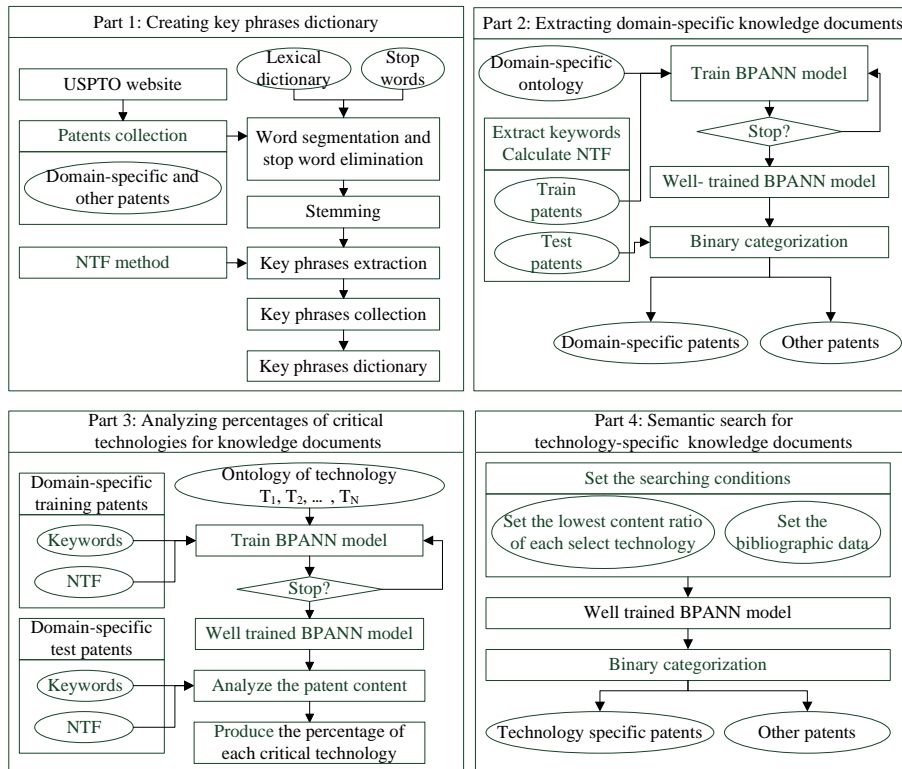 Part 1: Creating key phrases dictionary
Lexical
dictionary
Stop
words
USPTO website
Patents collection
Domain-specific and
other patents
Word segmentation and
stop word elimination
Stemming
NTF method
Key phrases extraction
Key phrases collection
Key phrases dictionary
Part 2: Extracting domain-specific knowledge documents
Domain-specific
ontology
Train BPANN model
Stop?
Extract keywords
Calculate NTF
Train
patents
Test
patents
Well- trained BPANN model
Binary categorization
Domain-specific patents
Other patents
Part 3: Analyzing percentages of critical
technologies for knowledge documents
Domain-specific
training patents
Keywords
NTF
Ontology of technology
T1, T2, ... , TN
Train BPANN model
Stop?
Well trained BPANN model
Domain-specific
test patents
Keywords
NTF
Analyze the patent content
Produce the percentage of
each critical technology
Part 4: Semantic search for
technology-specific knowledge documents
Set the searching conditions
Set the lowest content ratio
of each select technology
Set the
bibliographic data
Well trained BPANN model
Binary categorization
Technology specific patents
Other patents